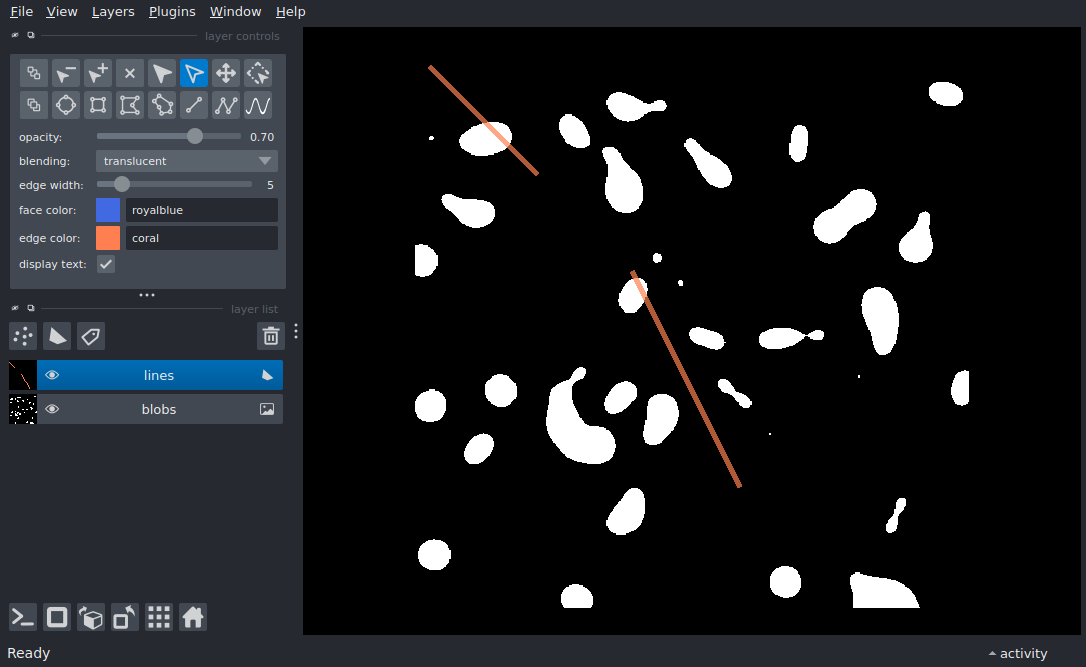 File View Layers Plugins Window Help
layer controls
opacity: 0.70
blending: translucent
edge width: 5
face color: royalblue
edge color: coral
display text:
layer list
lines
blobs
Ready
activity